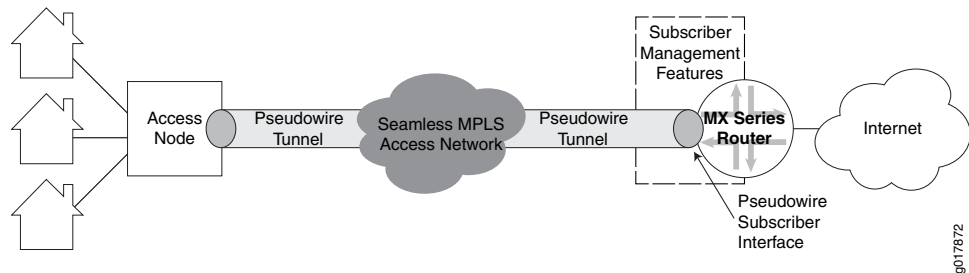 Subscriber
Management
Features
Access
Node
Pseudowire
Tunnel
Seamless MPLS
Access Network
Pseudowire
Tunnel
MX Series
Router
Internet
Pseudowire
Subscriber
Interface
g017872